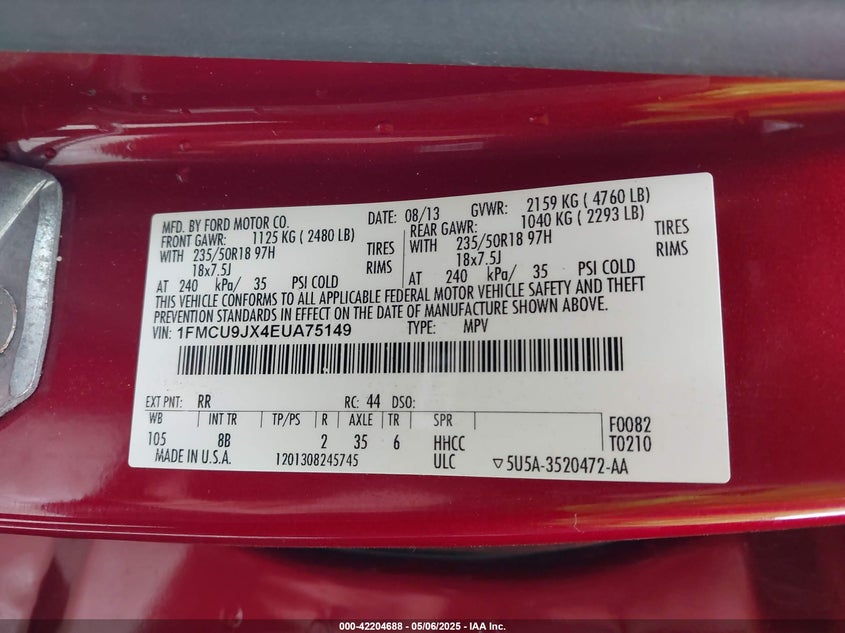 MFD. BY FORD MOTOR CO. DATE: 08/13 GVWR: 2159 KG ( 4760 LB)
FRONT GAWR: 1125 KG ( 2480 LB) REAR GAWR: 1040 KG ( 2293 LB)
WITH 235/50R18 97H TIRES WITH 235/50R18 97H TIRES
18x7.5J RIMS 18x7.5J RIMS
AT 240 kPa/ 35 PSI COLD AT 240 kPa/ 35 PSI COLD
THIS VEHICLE CONFORMS TO ALL APPLICABLE FEDERAL MOTOR VEHICLE SAFETY AND THEFT
PREVENTION STANDARDS IN EFFECT ON THE DATE OF MANUFACTURE SHOWN ABOVE.
VIN: 1FMCU9JX4EUA75149 TYPE: MPV
EXT PNT: RR RC: 44 DSO:
WB INT TR TP/PS R AXLE TR SPR F0082
105 8B 2 35 6 HHCC T0210
MADE IN U.S.A. 1201308245745 ULC ▽5U5A-3520472-AA
000-42204688 - 05/06/2025 - IAA Inc.